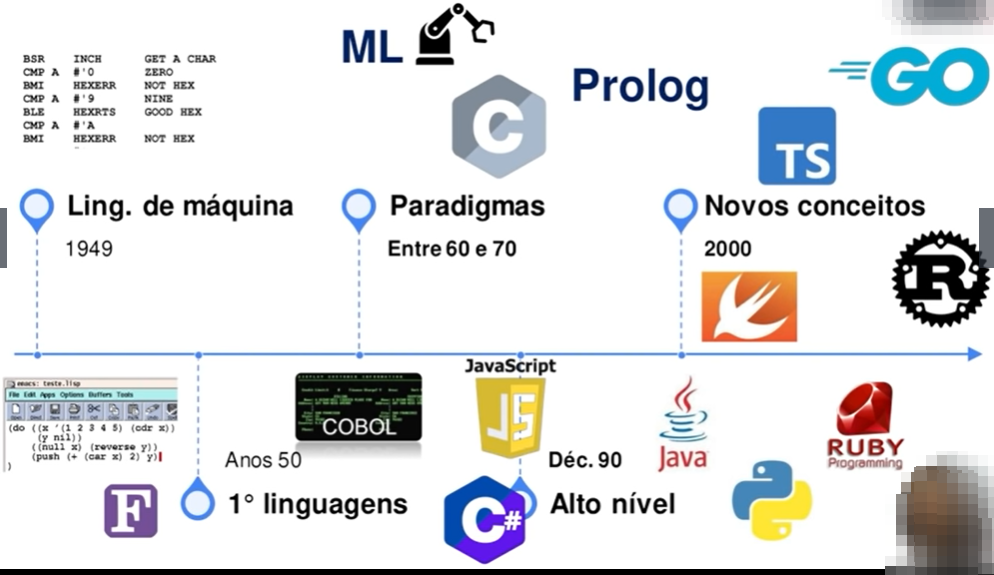 BSR INCH GET A CHAR
CMP A #'0 ZERO
BMI HEXERR NOT HEX
CMP A #'9 NINE
BLE HEXRTS GOOD HEX
CMP A #'A
BMI HEXERR NOT HEX
ML
C
Prolog
GO
TS
Ling. de máquina
1949
Paradigmas
Entre 60 e 70
Novos conceitos
2000
R
emacs: teste.lisp
File Edit Apps Options Buffers Tools
(do ((x '(1 2 3 4 5) (cdr x))
(y nil))
((null x) (reverse y))
(push (+ (car x) 2) y)
)
F
Anos 50
1° linguagens
COBOL
JavaScript
JS
Déc. 90
C#
Alto nível
Java
RUBY
Programming